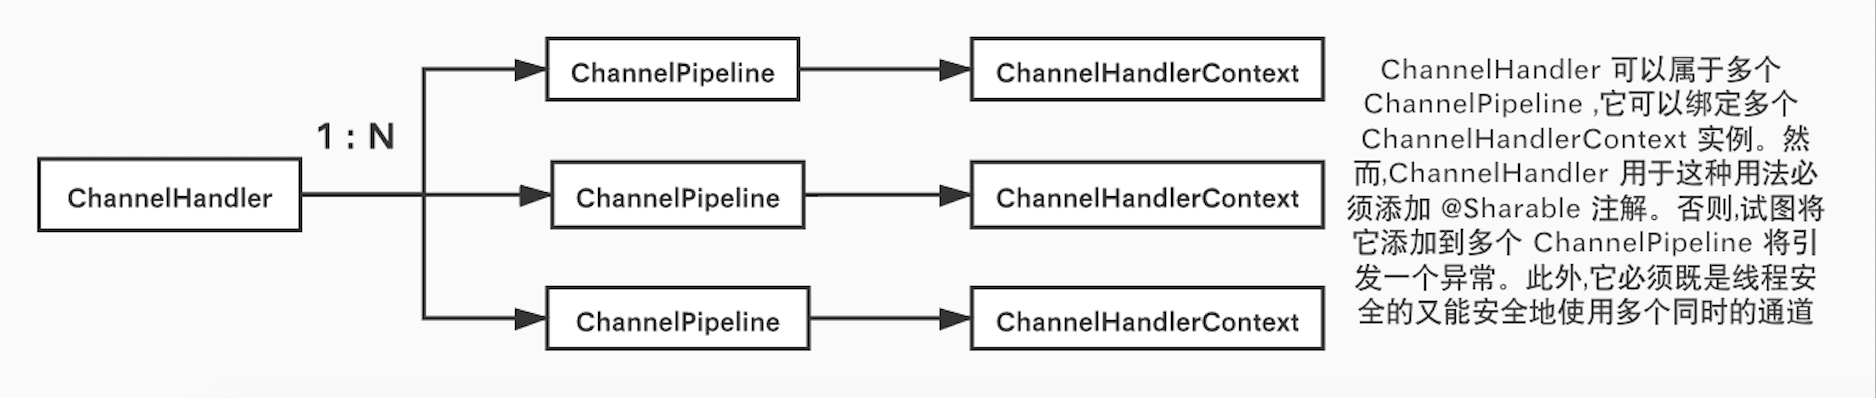 ChannelHandler
1 : N
ChannelPipeline
ChannelHandlerContext
ChannelPipeline
ChannelHandlerContext
ChannelPipeline
ChannelHandlerContext
ChannelHandler 可以属于多个
ChannelPipeline ,它可以绑定多个
ChannelHandlerContext 实例。然
而,ChannelHandler 用于这种用法必
须添加 @Sharable 注解。否则,试图将
它添加到多个 ChannelPipeline 将引
发一个异常。此外,它必须既是线程安
全的又能安全地使用多个同时的通道